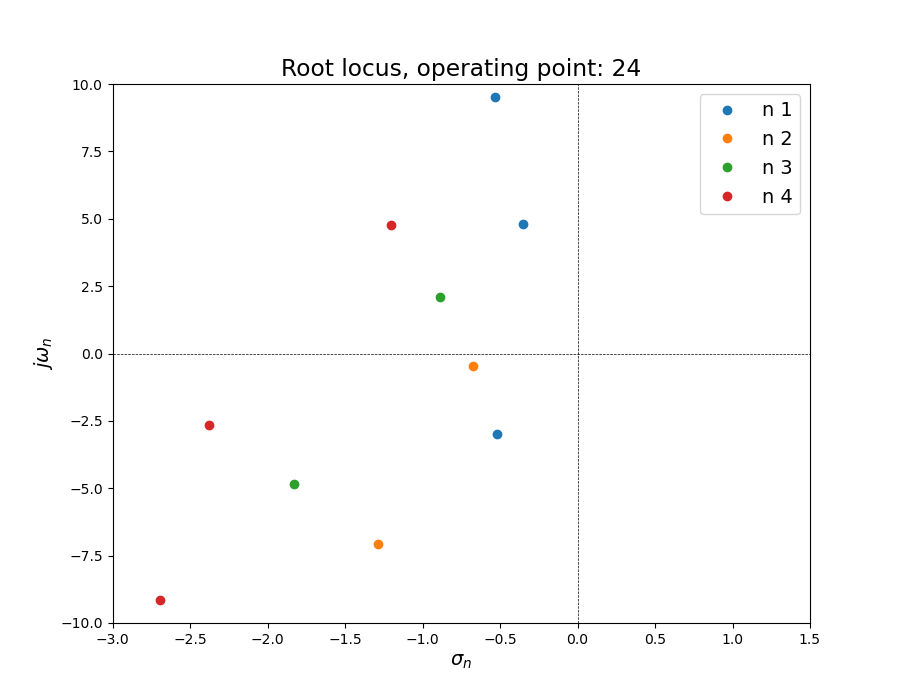 Root locus, operating point: 24
10.0
7.5
5.0
2.5
0.0
−2.5
−5.0
−7.5
−10.0
jωₙ
n 1
n 2
n 3
n 4
−3.0 −2.5 −2.0 −1.5 −1.0 −0.5 0.0 0.5 1.0 1.5
σₙ